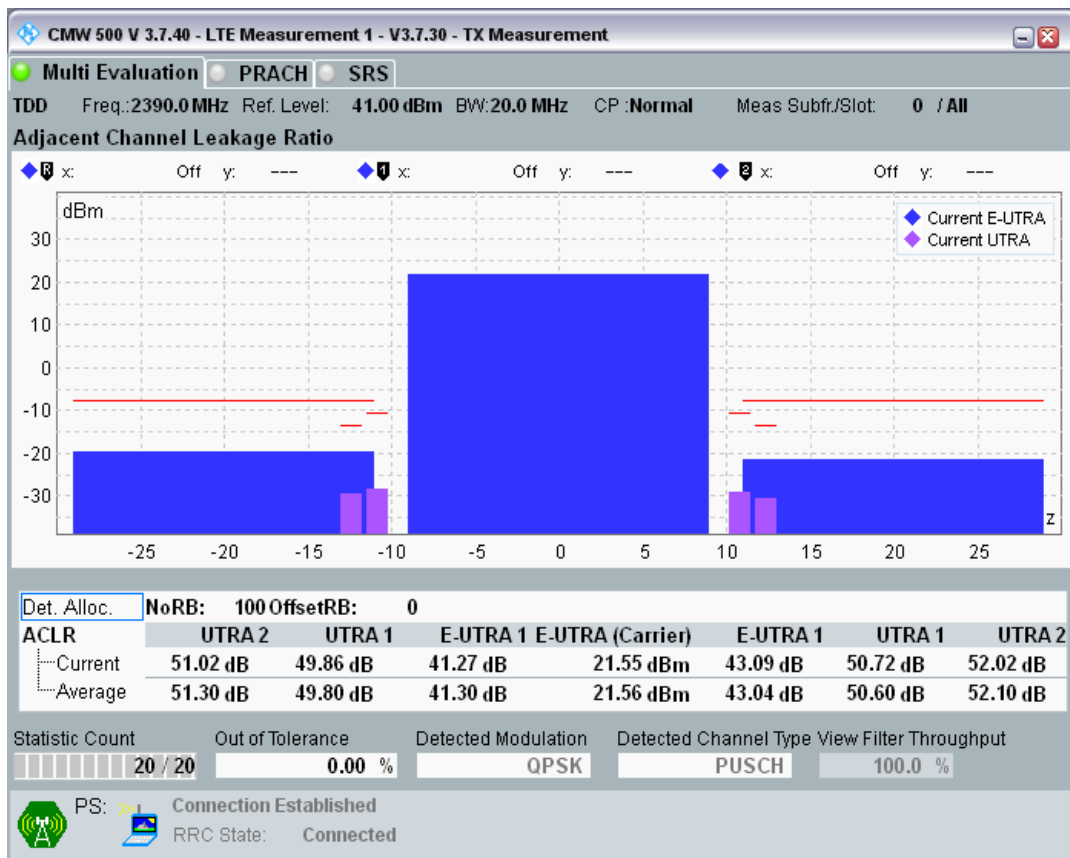 CMW 500 V 3.7.40 - LTE Measurement 1 - V3.7.30 - TX Measurement
Multi Evaluation PRACH SRS
TDD Freq.:2390.0 MHz Ref. Level: 41.00 dBm BW:20.0 MHz CP :Normal Meas Subfr./Slot: 0 / All
Adjacent Channel Leakage Ratio
R x: Off y: --- 1 x: Off y: --- 2 x: Off y: ---
dBm
Current E-UTRA
Current UTRA
30
20
10
0
-10
-20
-30
z
-25 -20 -15 -10 -5 0 5 10 15 20 25
Det. Alloc. NoRB: 100 OffsetRB: 0
ACLR UTRA 2 UTRA 1 E-UTRA 1 E-UTRA (Carrier) E-UTRA 1 UTRA 1 UTRA 2
Current 51.02 dB 49.86 dB 41.27 dB 21.55 dBm 43.09 dB 50.72 dB 52.02 dB
Average 51.30 dB 49.80 dB 41.30 dB 21.56 dBm 43.04 dB 50.60 dB 52.10 dB
Statistic Count Out of Tolerance Detected Modulation Detected Channel Type View Filter Throughput
20 / 20 0.00 % QPSK PUSCH 100.0 %
PS: Connection Established
RRC State: Connected